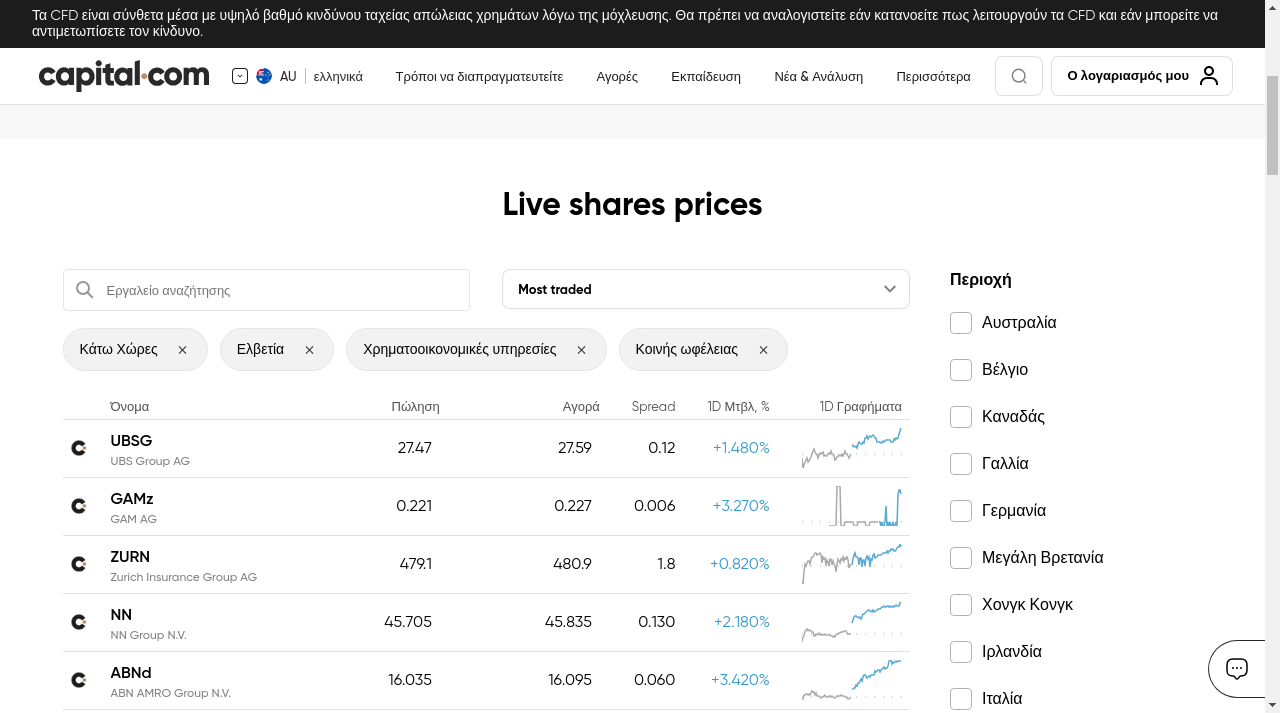 Τα CFD είναι σύνθετα μέσα με υψηλό βαθμό κινδύνου ταχείας απώλειας χρημάτων λόγω της μόχλευσης. Θα πρέπει να αναλογιστείτε εάν κατανοείτε πως λειτουργούν τα CFD και εάν μπορείτε να
αντιμετωπίσετε τον κίνδυνο.
capital.com AU ελληνικά Τρόποι να διαπραγματευτείτε Αγορές Εκπαίδευση Νέα & Ανάλυση Περισσότερα Ο λογαριασμός μου
Live shares prices
Εργαλείο αναζήτησης Most traded
Κάτω Χώρες × Ελβετία × Χρηματοοικονομικές υπηρεσίες × Κοινής ωφέλειας ×
Όνομα Πώληση Αγορά Spread 1D Μτβλ, % 1D Γραφήματα
UBSG 27.47 27.59 0.12 +1.480%
UBS Group AG
GAMz 0.221 0.227 0.006 +3.270%
GAM AG
ZURN 479.1 480.9 1.8 +0.820%
Zurich Insurance Group AG
NN 45.705 45.835 0.130 +2.180%
NN Group N.V.
ABNd 16.035 16.095 0.060 +3.420%
ABN AMRO Group N.V.
Περιοχή
Αυστραλία
Βέλγιο
Καναδάς
Γαλλία
Γερμανία
Μεγάλη Βρετανία
Χονγκ Κονγκ
Ιρλανδία
Ιταλία